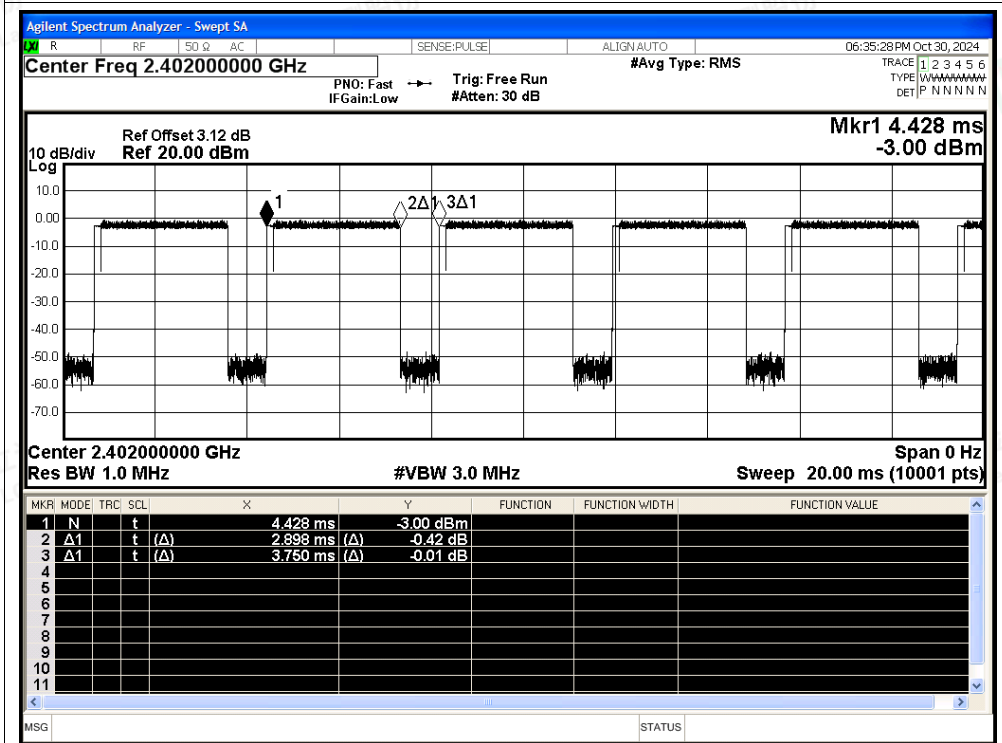 Agilent Spectrum Analyzer - Swept SA
LXI R RF 50 Ω AC SENSE:PULSE ALIGN AUTO 06:35:28 PM Oct 30, 2024
Center Freq 2.402000000 GHz #Avg Type: RMS TRACE 1 2 3 4 5 6
PNO: Fast Trig: Free Run TYPE W
IFGain:Low #Atten: 30 dB DET P N N N N N
Mkr1 4.428 ms
Ref Offset 3.12 dB
10 dB/div Ref 20.00 dBm -3.00 dBm
Log
10.0
1 2Δ1 3Δ1
0.00
-10.0
-20.0
-30.0
-40.0
-50.0
-60.0
-70.0
Center 2.402000000 GHz Span 0 Hz
Res BW 1.0 MHz #VBW 3.0 MHz Sweep 20.00 ms (10001 pts)
MKR MODE TRC SCL X Y FUNCTION FUNCTION WIDTH FUNCTION VALUE
1 N t 4.428 ms -3.00 dBm
2 Δ1 t (Δ) 2.898 ms (Δ) -0.42 dB
3 Δ1 t (Δ) 3.750 ms (Δ) -0.01 dB
4
5
6
7
8
9
10
11
MSG STATUS